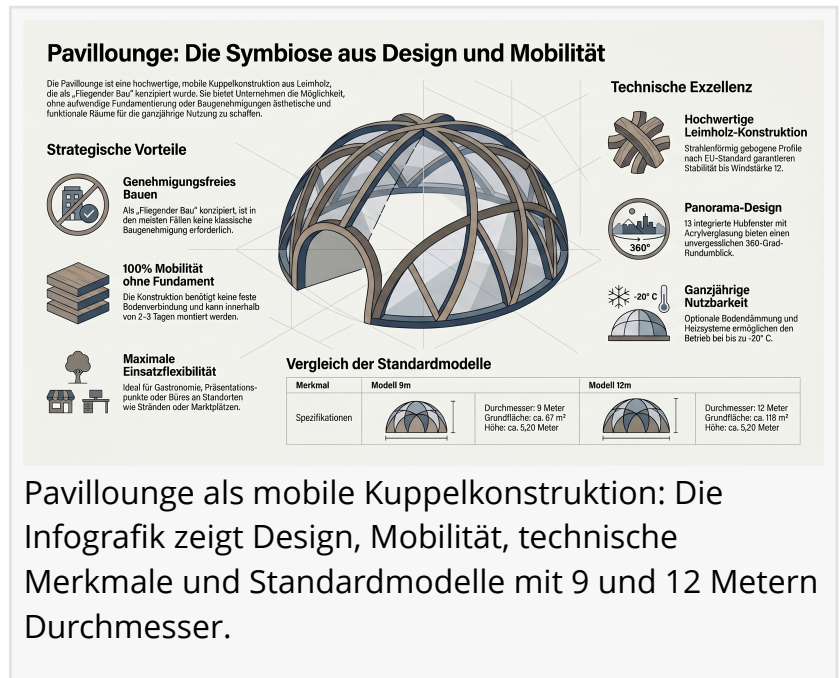 Pavillounge: Die Symbiose aus Design und Mobilität
Die Pavillounge ist eine hochwertige, mobile Kuppelkonstruktion aus Leimholz,
die als „Fliegender Bau" kenzipiert wurde. Sie bietet Unternehmen die Möglichkeit,
ohne aufwendige Fundamentierung oder Baugenehmigungen ästhetische und
funktionale Räume für die ganzjährige Nutzung zu schaffen.
Strategische Vorteile
Genehmigungsfreies
Bauen
Als „Fliegender Bau" konzipiert, ist in
den meisten Fällen keine klassische
Baugenehmigung erforderlich.
100% Mobilität
ohne Fundament
Die Konstruktion benötigt keine feste
Bodenverbindung und kann innerhalb
von 2–3 Tagen montiert werden.
Maximale
Einsatzflexibilität
Ideal für Gastronomie, Präsentations-
punkte oder Büres an Standorten
wie Stränden oder Marktplätzen.
Technische Exzellenz
Hochwertige
Leimholz-Konstruktion
Strahlenförmig gebogene Profile
nach EU-Standard garantleren
Stabilität bis Windstärke 12.
360°
Panorama-Design
13 integrierte Hubfenster mit
Acrylverglasung bieten einen
unvergesslichen 360-Grad-
Rundumblick.
-20° C
Ganzjährige
Nutzbarkeit
Optionale Bodendämmung und
Heizsysteme ermöglichen den
Betrieb bei bis zu -20° C.
Vergleich der Standardmodelle
Merkmal Modell 9m Modell 12m
Spezifikationen
Durchmesser: 9 Meter
Grundfläche: ca. 67 m²
Höhe: ca. 5,20 Meter
Durchmesser: 12 Meter
Grundfläche: ca. 118 m²
Höhe: ca. 5,20 Meter
Pavillounge als mobile Kuppelkonstruktion: Die
Infografik zeigt Design, Mobilität, technische
Merkmale und Standardmodelle mit 9 und 12 Metern
Durchmesser.